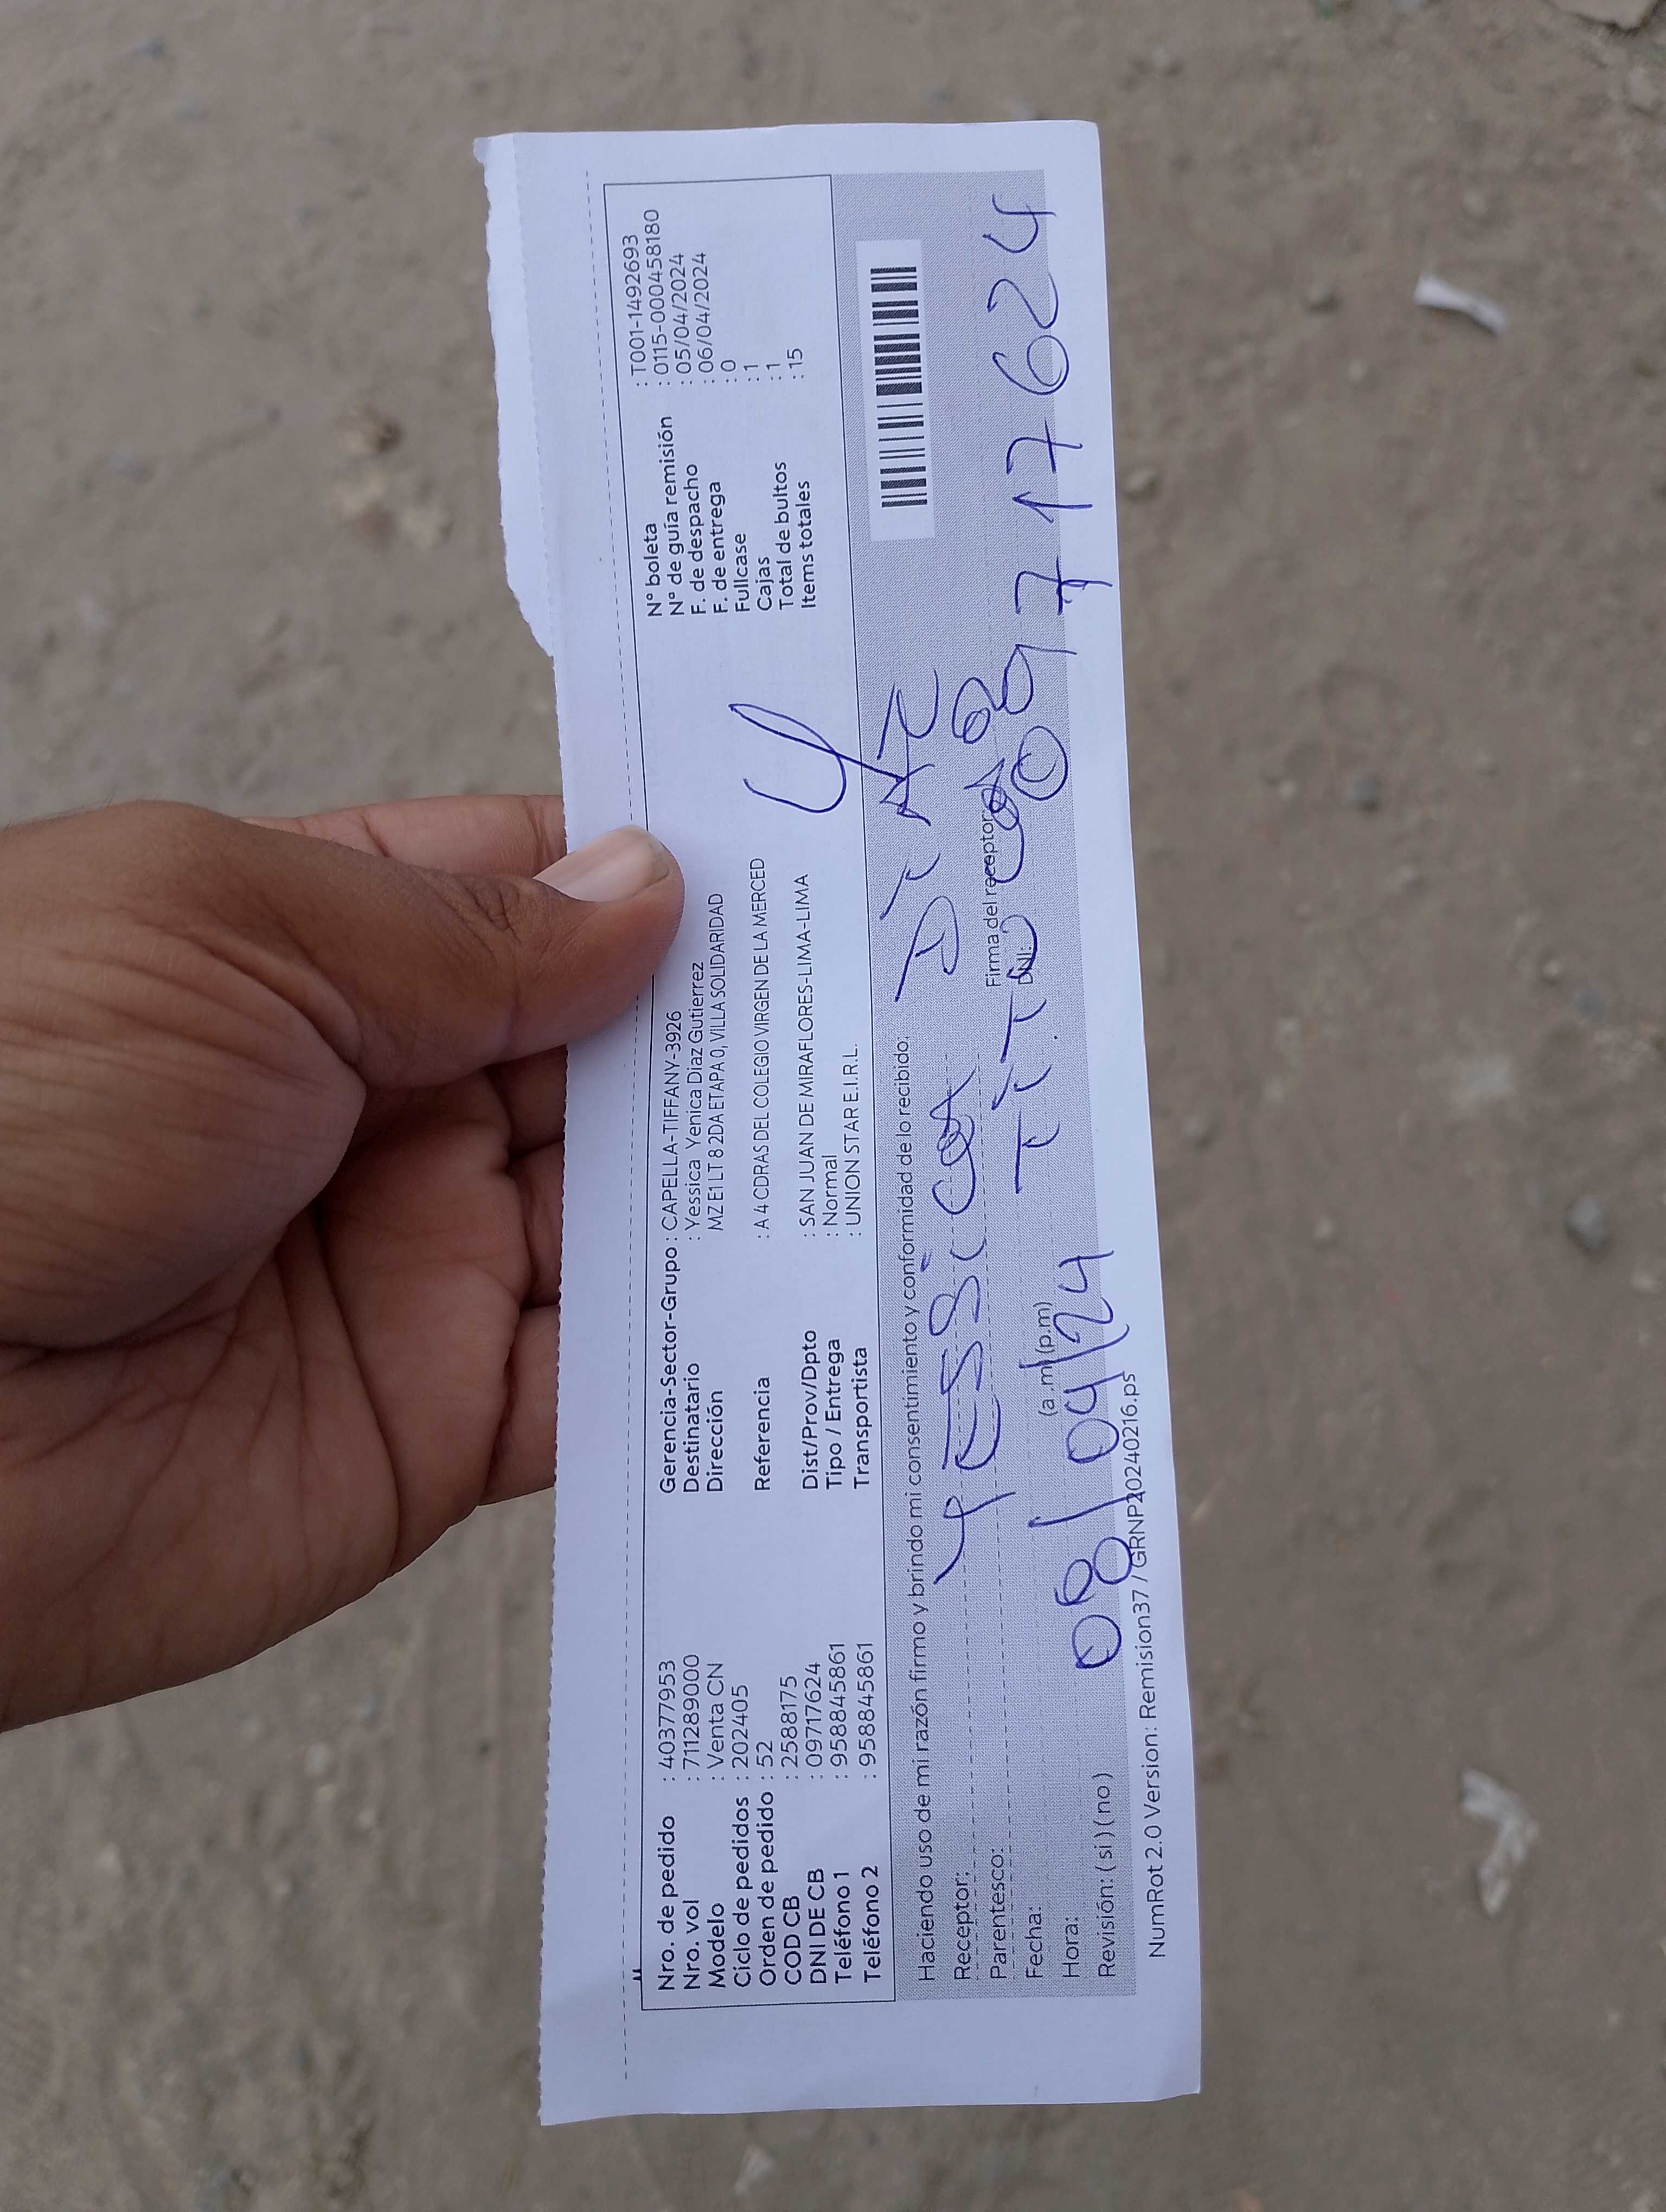 Nro. de pedido : 40377953
Nro. vol : 711289000
Modelo : Venta CN
Ciclo de pedidos : 202405
Orden de pedido : 52
COD CB : 2588175
DNI DE CB : 09717624
Teléfono 1 : 958845861
Teléfono 2 : 958845861
Gerencia-Sector-Grupo : CAPELLA-TIFFANY-3926
Destinatario : Yessica Yenica Diaz Gutierrez
Dirección MZ E1 LT 8 2DA ETAPA 0, VILLA SOLIDARIDAD
Referencia : A 4 CDRAS DEL COLEGIO VIRGEN DE LA MERCED
Dist/Prov/Dpto : SAN JUAN DE MIRAFLORES-LIMA-LIMA
Tipo / Entrega : Normal
Transportista : UNION STAR E.I.R.L.
N° boleta : T001-1492693
N° de guía remisión : 0115-000458180
F. de despacho : 05/04/2024
F. de entrega : 06/04/2024
Fullcase : 0
Cajas : 1
Total de bultos : 1
Items totales : 15
Haciendo uso de mi razón firmo y brindo mi consentimiento y conformidad de lo recibido:
Receptor: YESSiCA DiAZ
Parentesco: TiTULAR
Firma del receptor
DNI: 09717624
Fecha: 08/04/24
Hora: (a.m) (p.m)
Revisión: ( si ) ( no )
NumRot 2.0 Version: Remision37 / GRNP20240216.ps